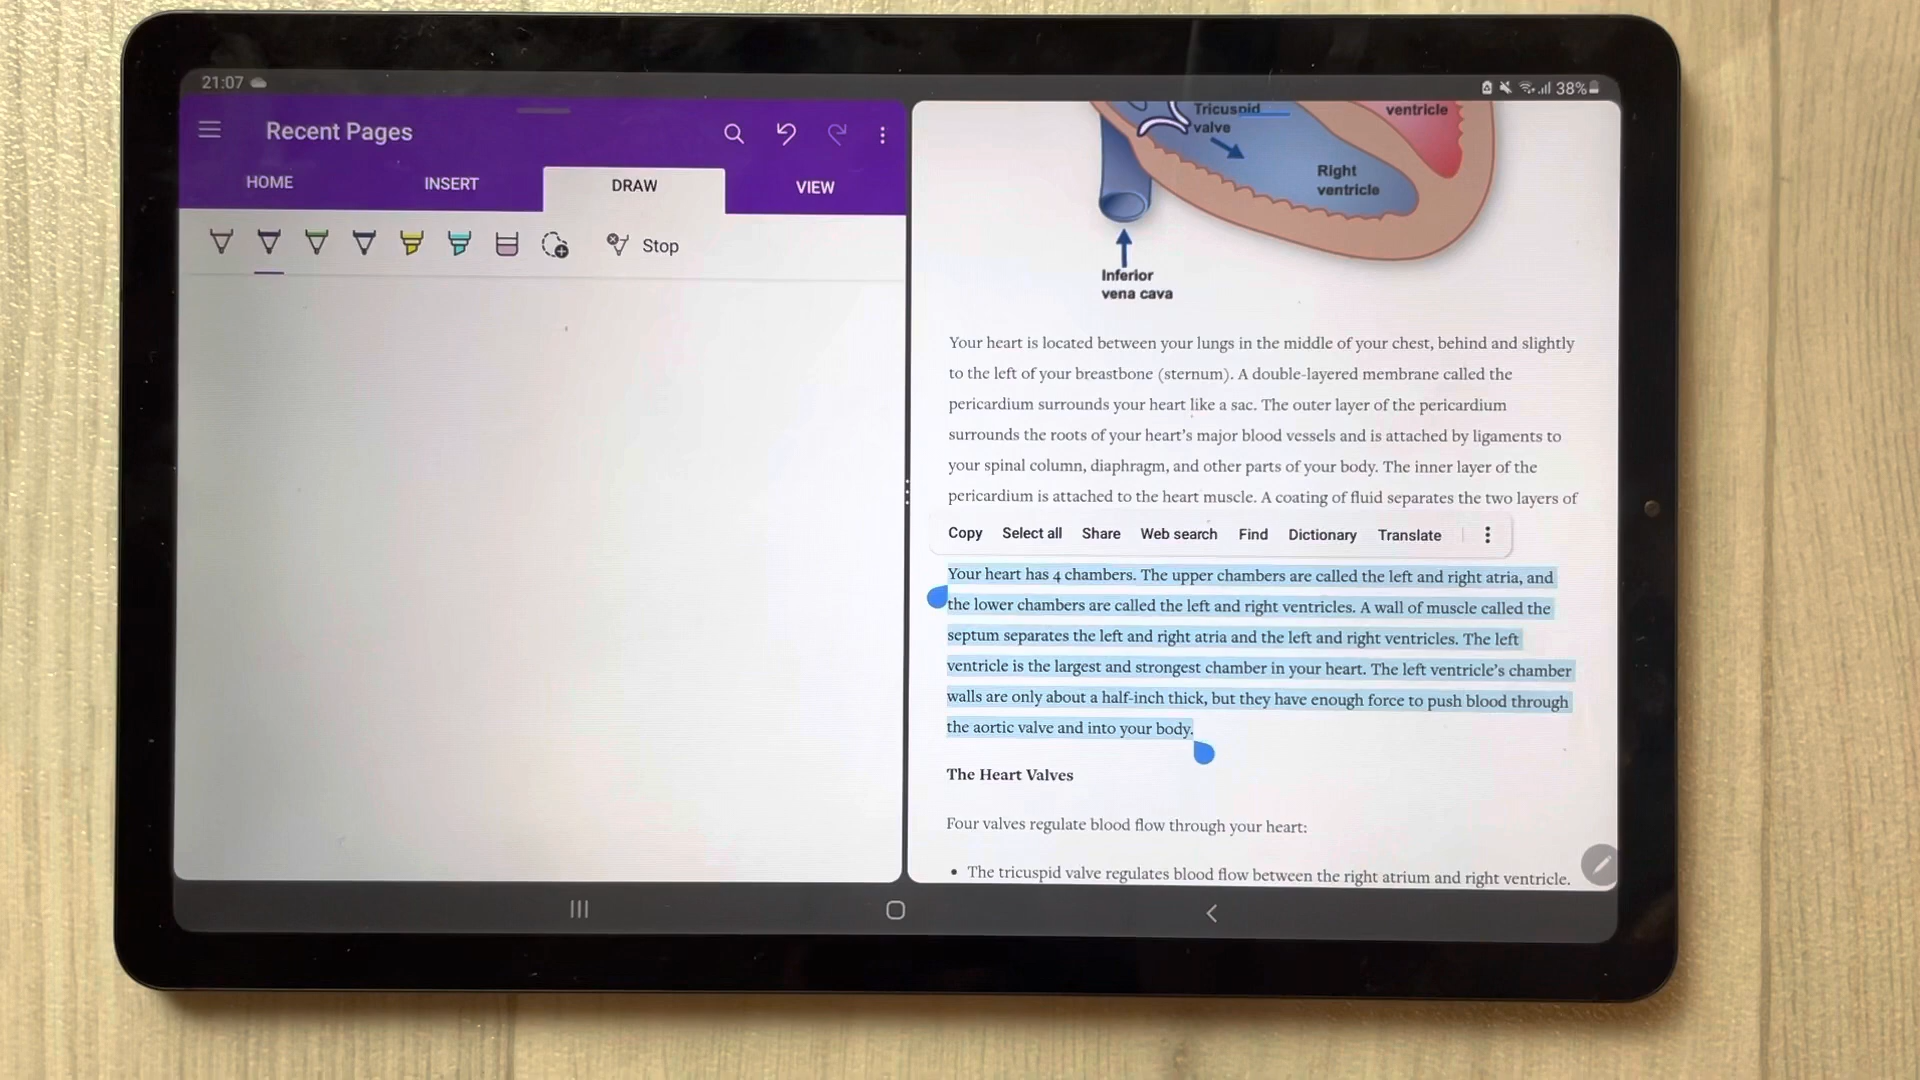 21:07
38%
Recent Pages
HOME
INSERT
DRAW
VIEW
Stop
Tricuspid
valve
ventricle
Right
ventricle
Inferior
vena cava
Your heart is located between your lungs in the middle of your chest, behind and slightly
to the left of your breastbone (sternum). A double-layered membrane called the
pericardium surrounds your heart like a sac. The outer layer of the pericardium
surrounds the roots of your heart’s major blood vessels and is attached by ligaments to
your spinal column, diaphragm, and other parts of your body. The inner layer of the
pericardium is attached to the heart muscle. A coating of fluid separates the two layers of
Copy Select all Share Web search Find Dictionary Translate
Your heart has 4 chambers. The upper chambers are called the left and right atria, and
the lower chambers are called the left and right ventricles. A wall of muscle called the
septum separates the left and right atria and the left and right ventricles. The left
ventricle is the largest and strongest chamber in your heart. The left ventricle’s chamber
walls are only about a half-inch thick, but they have enough force to push blood through
the aortic valve and into your body.
The Heart Valves
Four valves regulate blood flow through your heart:
• The tricuspid valve regulates blood flow between the right atrium and right ventricle.